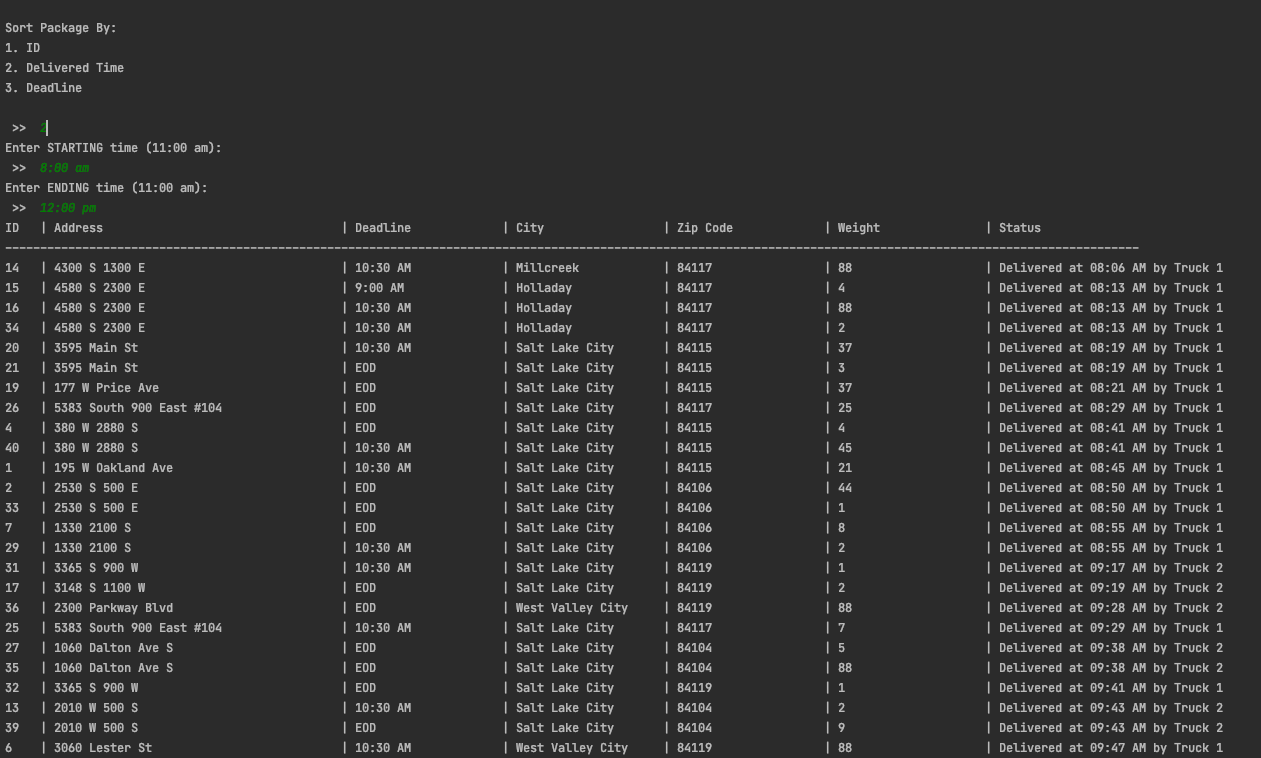 Sort Package By:
1. ID
2. Delivered Time
3. Deadline
>> 2
Enter STARTING time (11:00 am):
>> 8:00 am
Enter ENDING time (11:00 am):
>> 12:00 pm
ID | Address | Deadline | City | Zip Code | Weight | Status
14 | 4300 S 1300 E | 10:30 AM | Millcreek | 84117 | 88 | Delivered at 08:06 AM by Truck 1
15 | 4580 S 2300 E | 9:00 AM | Holladay | 84117 | 4 | Delivered at 08:13 AM by Truck 1
16 | 4580 S 2300 E | 10:30 AM | Holladay | 84117 | 88 | Delivered at 08:13 AM by Truck 1
34 | 4580 S 2300 E | 10:30 AM | Holladay | 84117 | 2 | Delivered at 08:13 AM by Truck 1
20 | 3595 Main St | 10:30 AM | Salt Lake City | 84115 | 37 | Delivered at 08:19 AM by Truck 1
21 | 3595 Main St | EOD | Salt Lake City | 84115 | 3 | Delivered at 08:19 AM by Truck 1
19 | 177 W Price Ave | EOD | Salt Lake City | 84115 | 37 | Delivered at 08:21 AM by Truck 1
26 | 5383 South 900 East #104 | EOD | Salt Lake City | 84117 | 25 | Delivered at 08:29 AM by Truck 1
4 | 380 W 2880 S | EOD | Salt Lake City | 84115 | 4 | Delivered at 08:41 AM by Truck 1
40 | 380 W 2880 S | 10:30 AM | Salt Lake City | 84115 | 45 | Delivered at 08:41 AM by Truck 1
1 | 195 W Oakland Ave | 10:30 AM | Salt Lake City | 84115 | 21 | Delivered at 08:45 AM by Truck 1
2 | 2530 S 500 E | EOD | Salt Lake City | 84106 | 44 | Delivered at 08:50 AM by Truck 1
33 | 2530 S 500 E | EOD | Salt Lake City | 84106 | 1 | Delivered at 08:50 AM by Truck 1
7 | 1330 2100 S | EOD | Salt Lake City | 84106 | 8 | Delivered at 08:55 AM by Truck 1
29 | 1330 2100 S | 10:30 AM | Salt Lake City | 84106 | 2 | Delivered at 08:55 AM by Truck 1
31 | 3365 S 900 W | 10:30 AM | Salt Lake City | 84119 | 1 | Delivered at 09:17 AM by Truck 2
17 | 3148 S 1100 W | EOD | Salt Lake City | 84119 | 2 | Delivered at 09:19 AM by Truck 2
36 | 2300 Parkway Blvd | EOD | West Valley City | 84119 | 88 | Delivered at 09:28 AM by Truck 2
25 | 5383 South 900 East #104 | 10:30 AM | Salt Lake City | 84117 | 7 | Delivered at 09:29 AM by Truck 1
27 | 1060 Dalton Ave S | EOD | Salt Lake City | 84104 | 5 | Delivered at 09:38 AM by Truck 2
35 | 1060 Dalton Ave S | EOD | Salt Lake City | 84104 | 88 | Delivered at 09:38 AM by Truck 2
32 | 3365 S 900 W | EOD | Salt Lake City | 84119 | 1 | Delivered at 09:41 AM by Truck 1
13 | 2010 W 500 S | 10:30 AM | Salt Lake City | 84104 | 2 | Delivered at 09:43 AM by Truck 2
39 | 2010 W 500 S | EOD | Salt Lake City | 84104 | 9 | Delivered at 09:43 AM by Truck 2
6 | 3060 Lester St | 10:30 AM | West Valley City | 84119 | 88 | Delivered at 09:47 AM by Truck 1